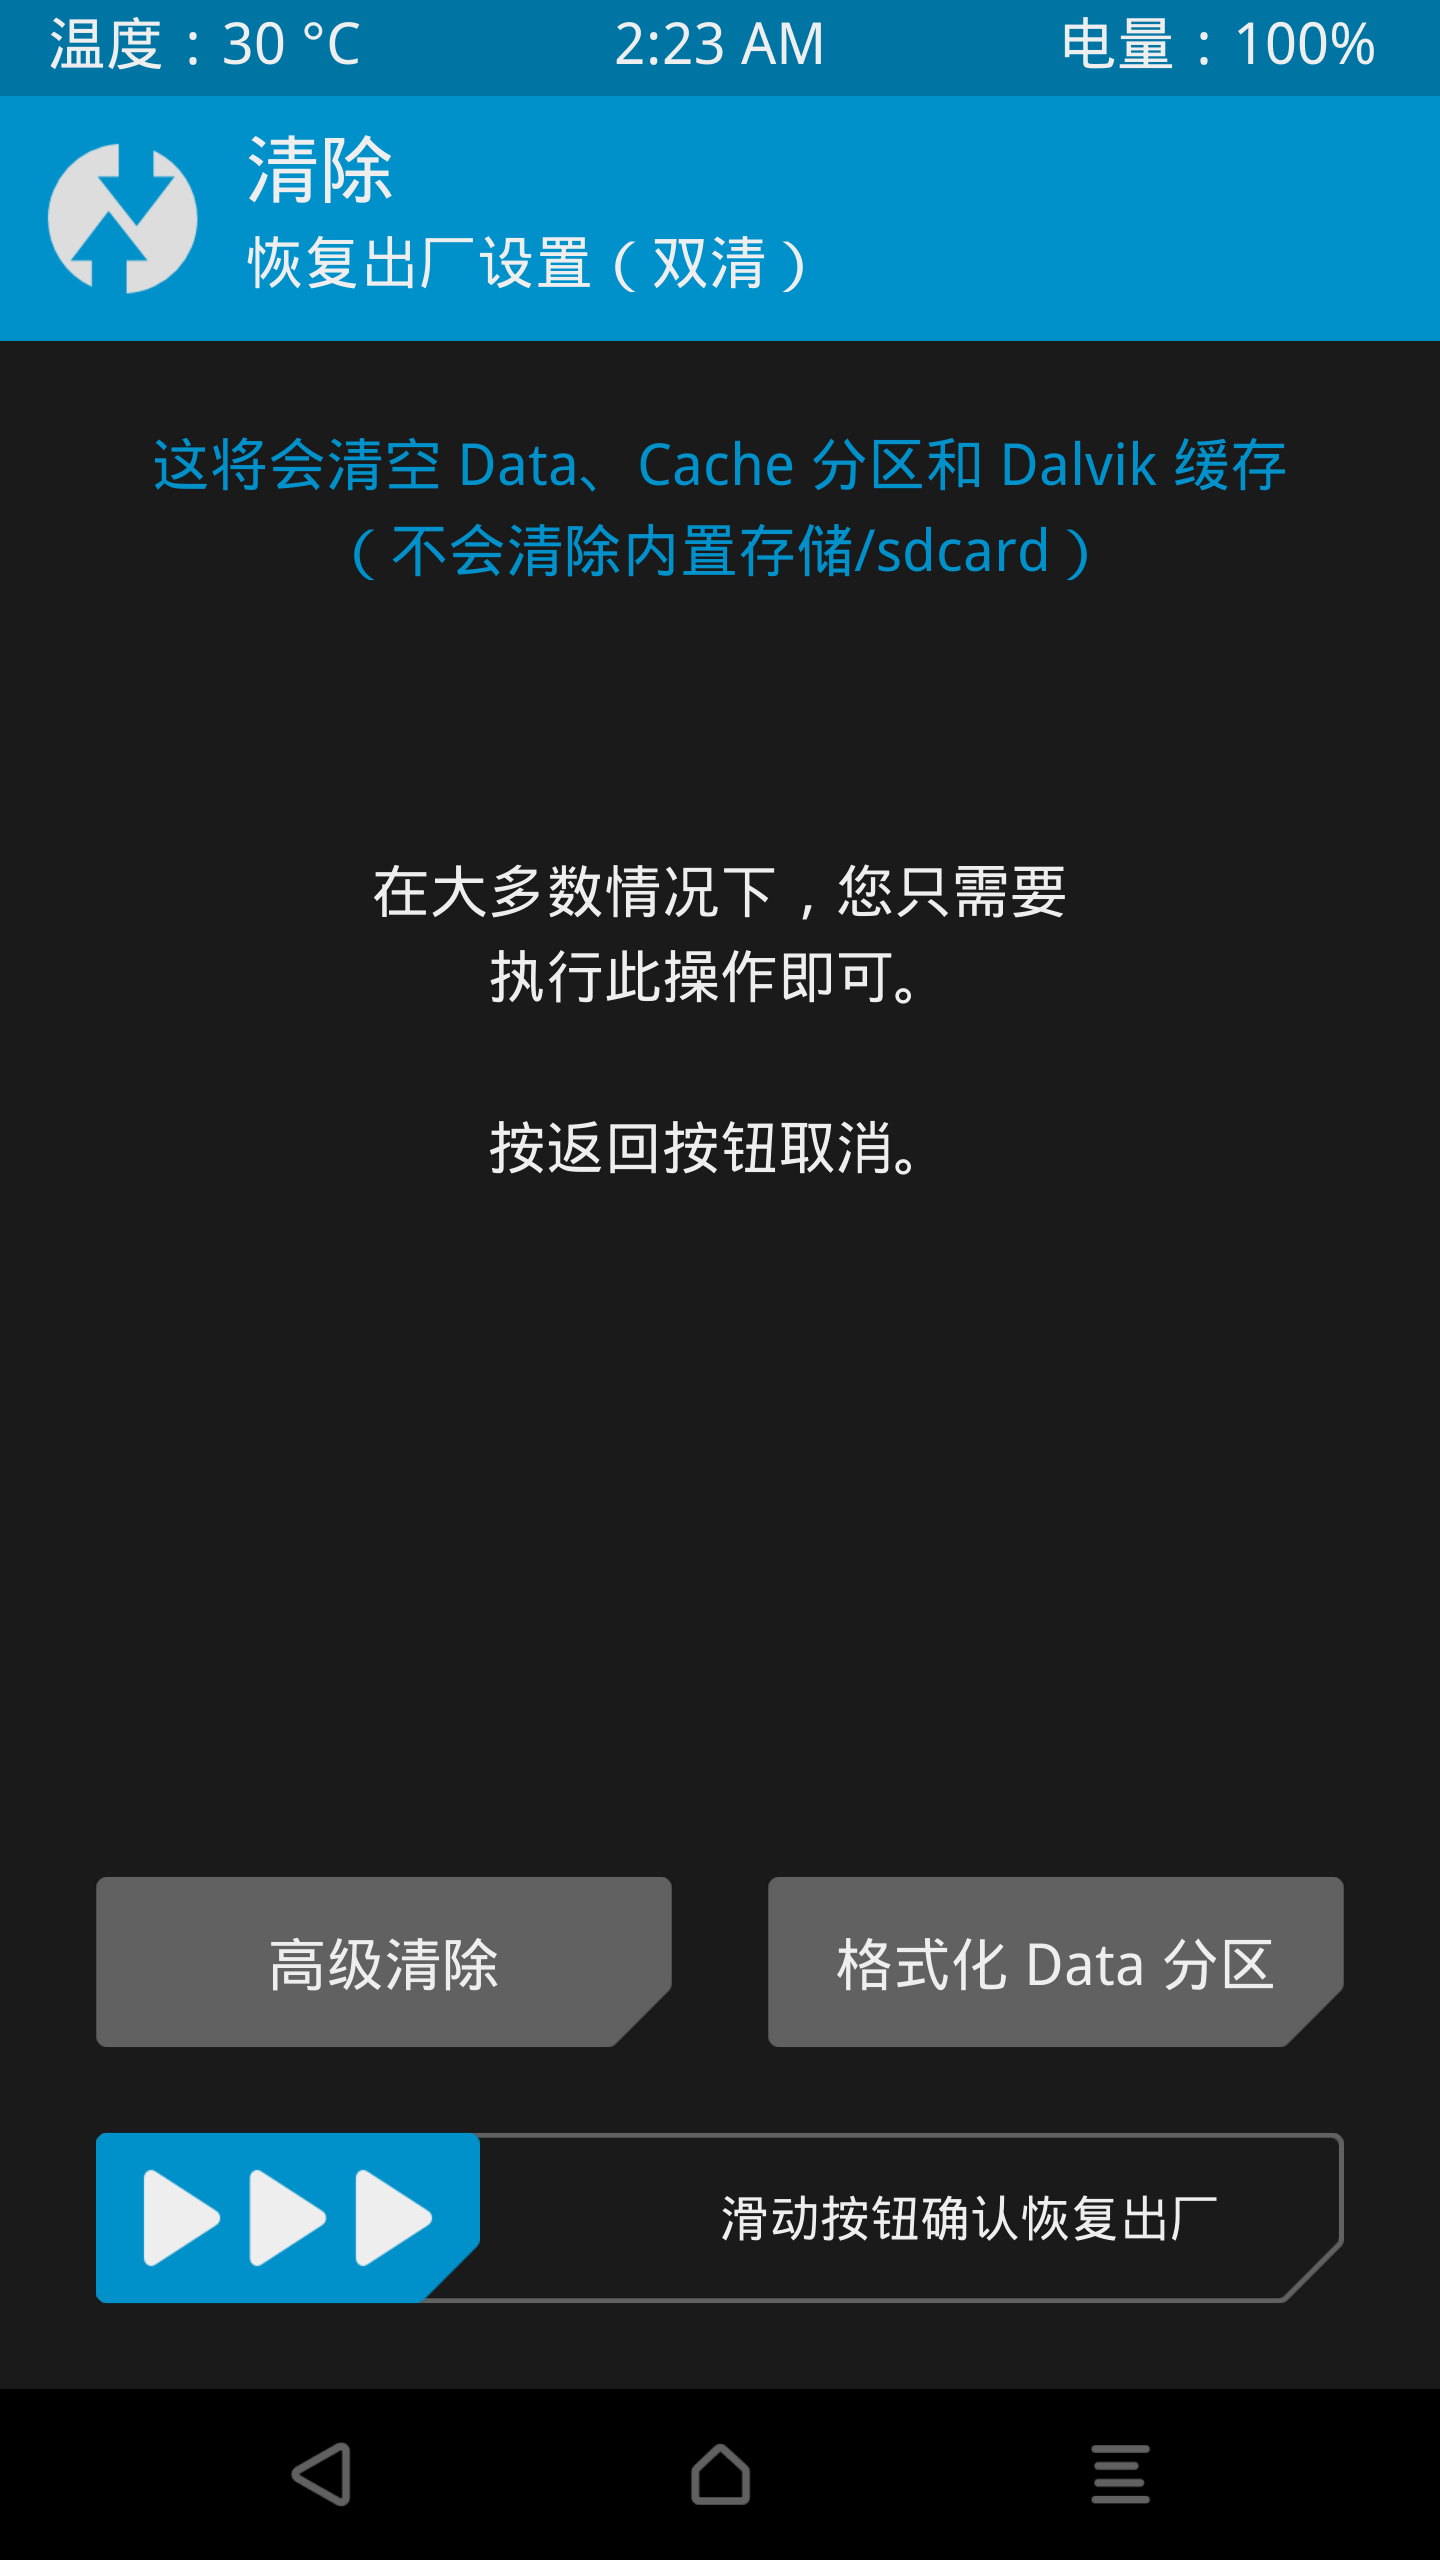 温度：30 °C
2:23 AM
电量：100%
清除
恢复出厂设置（双清）
这将会清空 Data、Cache 分区和 Dalvik 缓存
（不会清除内置存储/sdcard）
在大多数情况下，您只需要
执行此操作即可。
按返回按钮取消。
高级清除
格式化 Data 分区
滑动按钮确认恢复出厂